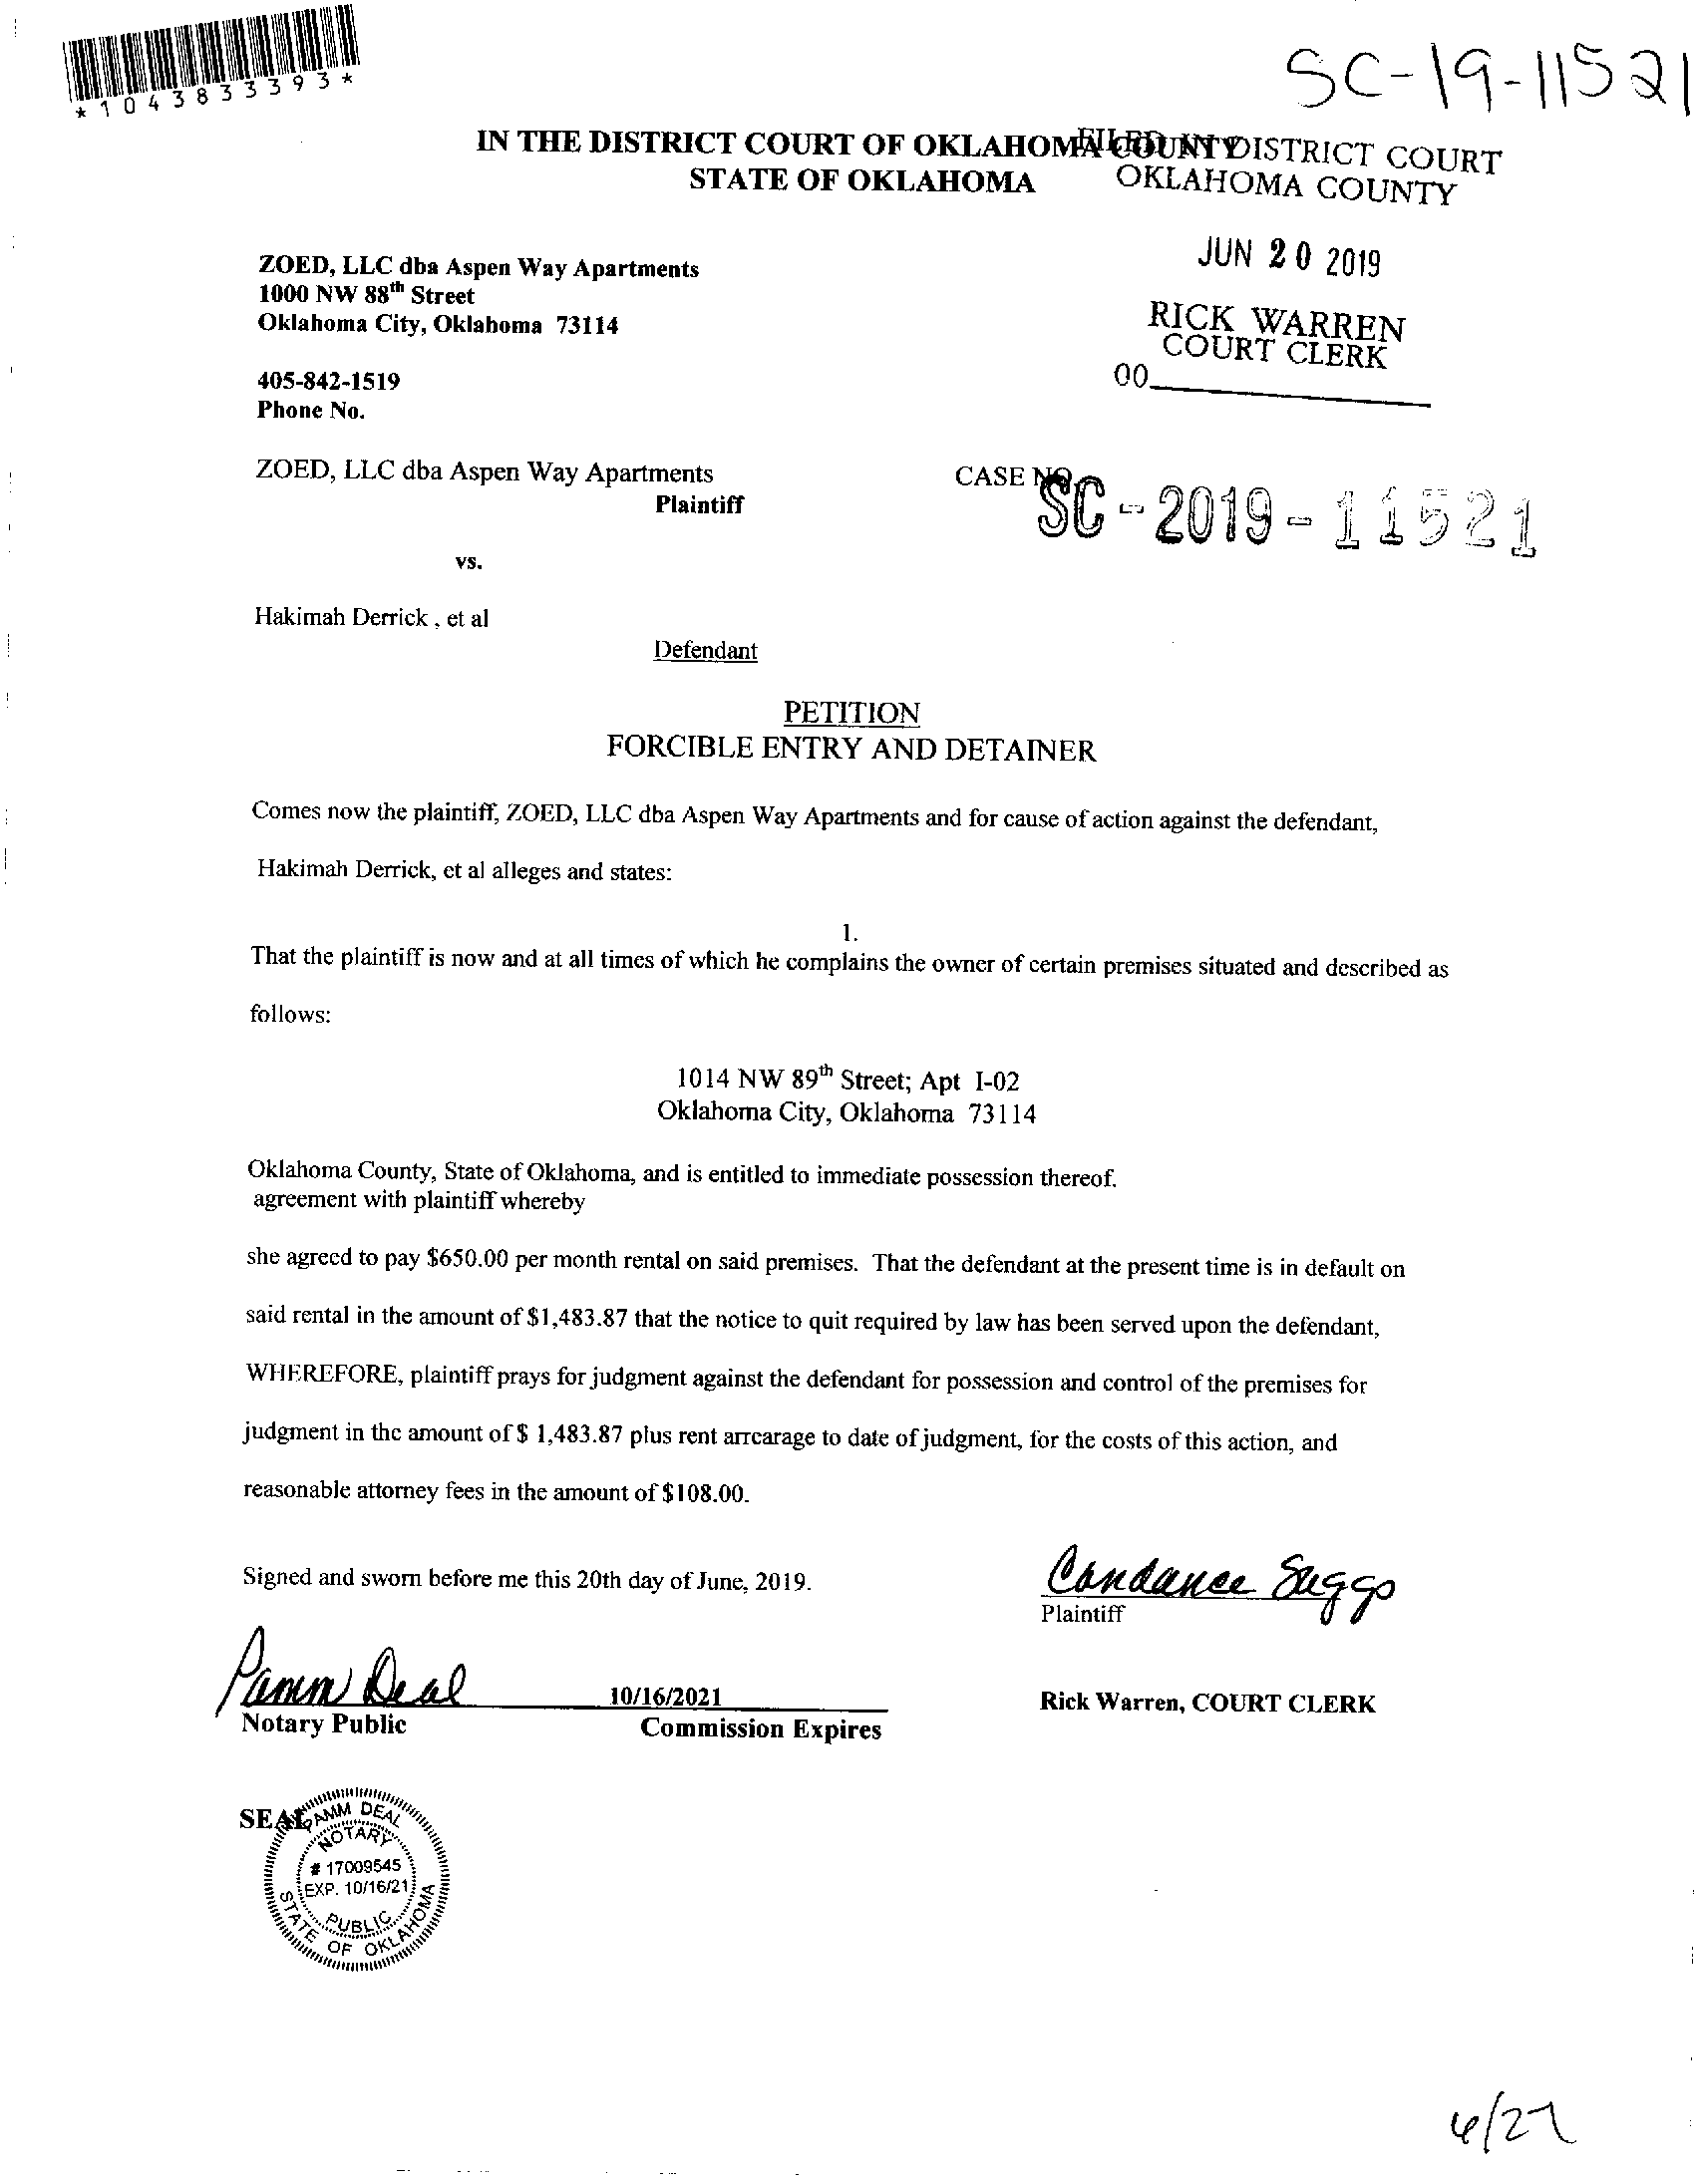 *1043833393*
SC-19-11521
IN THE DISTRICT COURT OF OKLAHOMA COUNTY
STATE OF OKLAHOMA
FILED IN DISTRICT COURT
OKLAHOMA COUNTY
JUN 20 2019
RICK WARREN
COURT CLERK
00
ZOED, LLC dba Aspen Way Apartments
1000 NW 88th Street
Oklahoma City, Oklahoma 73114
405-842-1519
Phone No.
ZOED, LLC dba Aspen Way Apartments
Plaintiff
CASE NO.
SC-2019-11521
vs.
Hakimah Derrick , et al
Defendant
PETITION
FORCIBLE ENTRY AND DETAINER
Comes now the plaintiff, ZOED, LLC dba Aspen Way Apartments and for cause of action against the defendant,
Hakimah Derrick, et al alleges and states:
1.
That the plaintiff is now and at all times of which he complains the owner of certain premises situated and described as
follows:
1014 NW 89th Street; Apt I-02
Oklahoma City, Oklahoma 73114
Oklahoma County, State of Oklahoma, and is entitled to immediate possession thereof.
agreement with plaintiff whereby
she agreed to pay $650.00 per month rental on said premises. That the defendant at the present time is in default on
said rental in the amount of $1,483.87 that the notice to quit required by law has been served upon the defendant,
WHEREFORE, plaintiff prays for judgment against the defendant for possession and control of the premises for
judgment in the amount of $ 1,483.87 plus rent arrearage to date of judgment, for the costs of this action, and
reasonable attorney fees in the amount of $108.00.
Signed and sworn before me this 20th day of June, 2019.
Candance Suggs
Plaintiff
Pamm Deal
10/16/2021
Notary Public
Commission Expires
Rick Warren, COURT CLERK
SEAL
PAMM DEAL
NOTARY
# 17009545
EXP. 10/16/21
PUBLIC
STATE OF OKLAHOMA
6/27